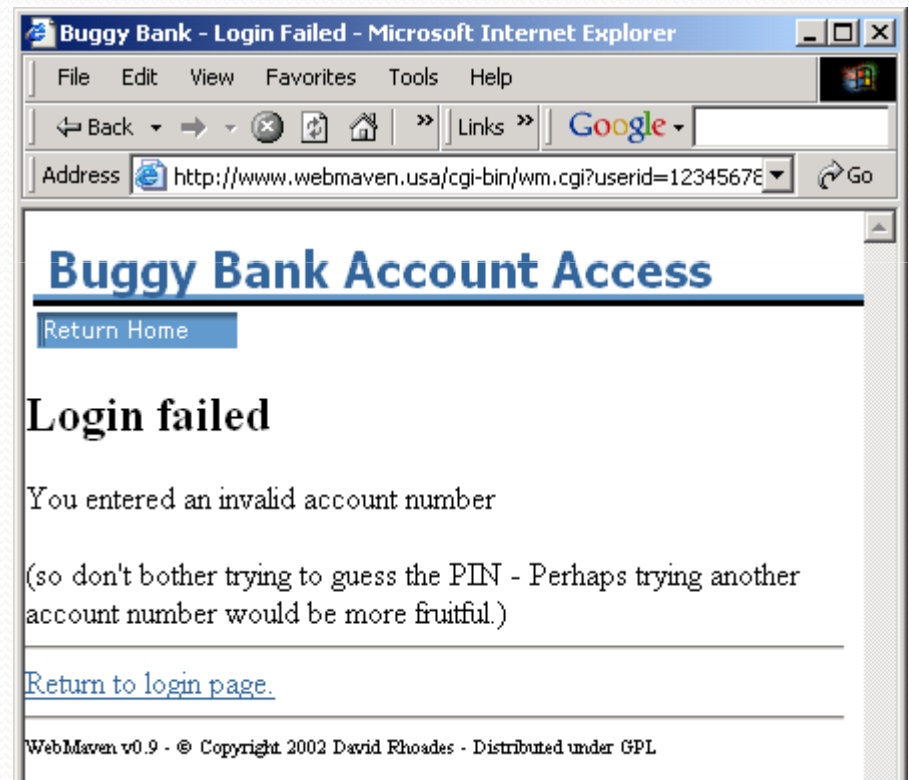 Buggy Bank - Login Failed - Microsoft Internet Explorer
File Edit View Favorites Tools Help
Back » Links » Google
Address http://www.webmaven.usa/cgi-bin/wm.cgi?userid=12345678 Go
Buggy Bank Account Access
Return Home
Login failed
You entered an invalid account number
(so don't bother trying to guess the PIN - Perhaps trying another
account number would be more fruitful.)
Return to login page.
WebMaven v0.9 - © Copyright 2002 David Rhoades - Distributed under GPL